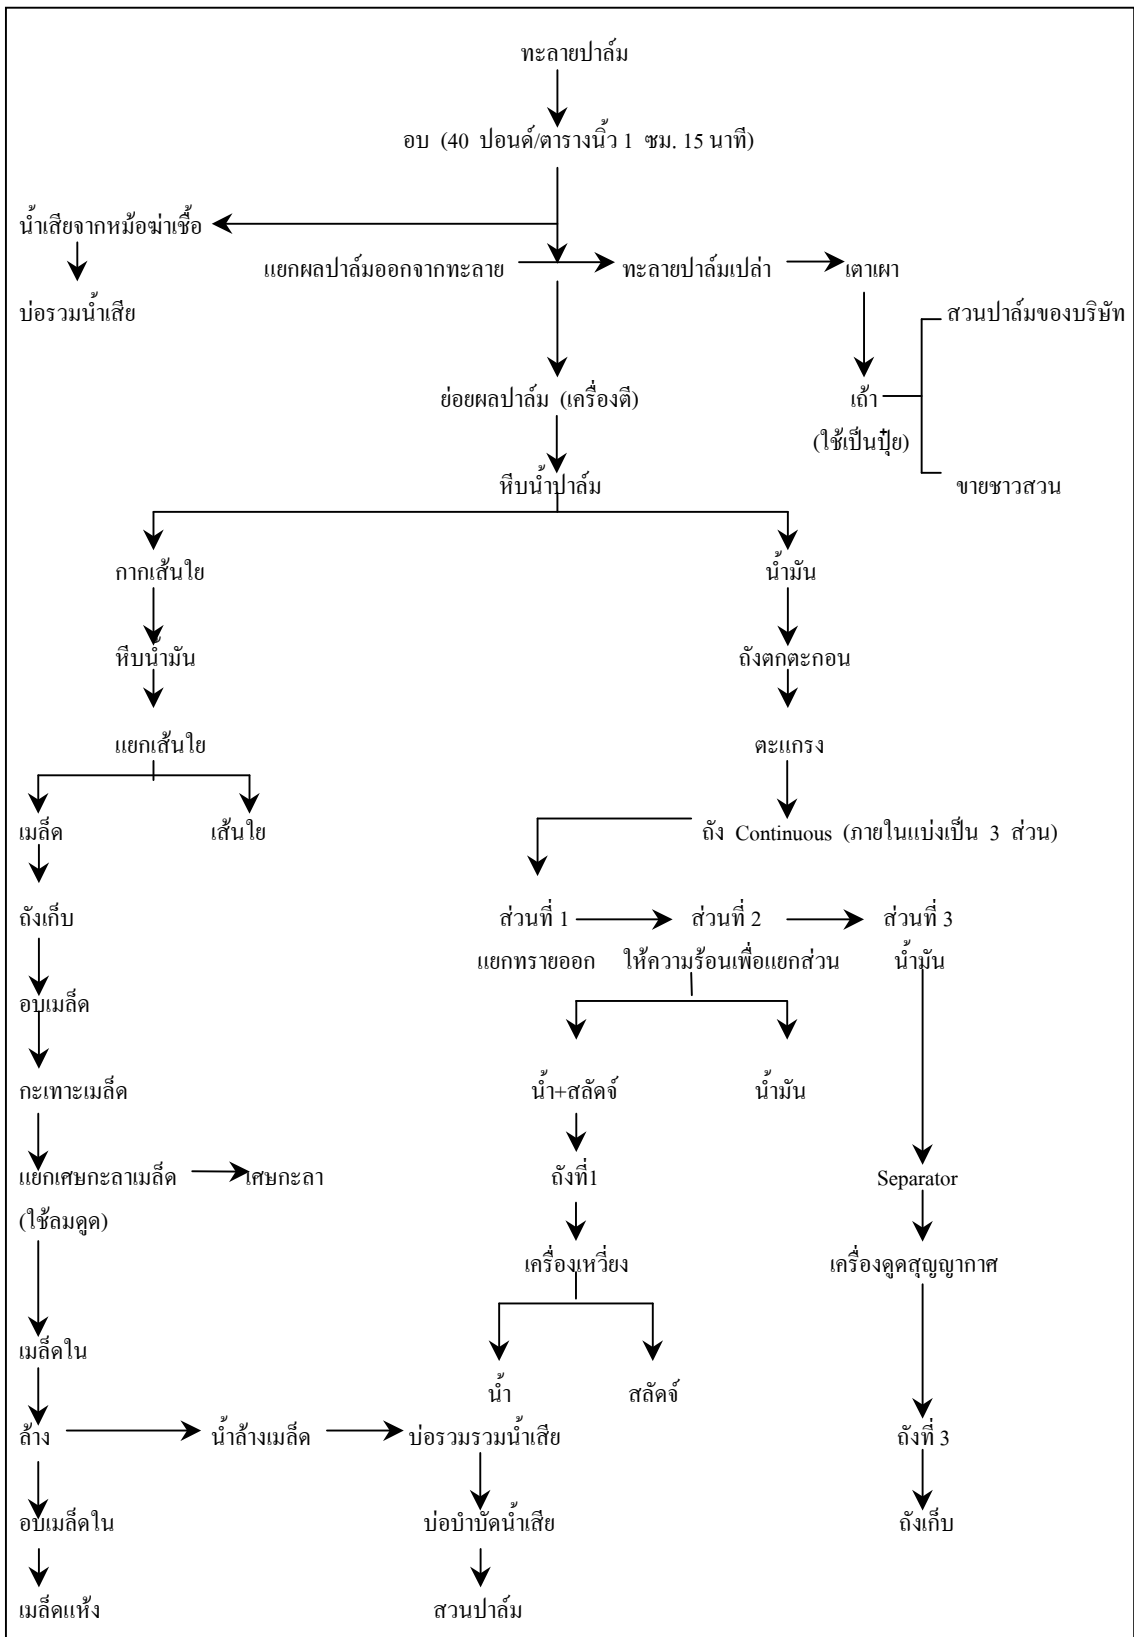 ทะลายปาล์ม
อบ (40 ปอนด์/ตารางนิ้ว 1 ซม. 15 นาที)
น้ำเสียจากหม้อฆ่าเชื้อ
แยกผลปาล์มออกจากทะลาย
ทะลายปาล์มเปล่า
เตาเผา
บ่อรวมน้ำเสีย
สวนปาล์มของบริษัท
ย่อยผลปาล์ม (เครื่องตี)
เถ้า
(ใช้เป็นปุ๋ย)
หีบน้ำปาล์ม
ขายชาวสวน
กากเส้นใย
น้ำมัน
หีบน้ำมัน
ถังตกตะกอน
แยกเส้นใย
ตะแกรง
เมล็ด
เส้นใย
ถัง Continuous (ภายในแบ่งเป็น 3 ส่วน)
ถังเก็บ
ส่วนที่ 1
ส่วนที่ 2
ส่วนที่ 3
แยกทรายออก
ให้ความร้อนเพื่อแยกส่วน
น้ำมัน
อบเมล็ด
กะเทาะเมล็ด
น้ำ+สลัดจ์
น้ำมัน
แยกเศษกะลาเมล็ด
เศษกะลา
ถังที่1
Separator
(ใช้ลมดูด)
เครื่องเหวี่ยง
เครื่องดูดสุญญากาศ
เมล็ดใน
น้ำ
สลัดจ์
ล้าง
น้ำล้างเมล็ด
บ่อรวมรวมน้ำเสีย
ถังที่ 3
อบเมล็ดใน
บ่อบำบัดน้ำเสีย
ถังเก็บ
เมล็ดแห้ง
สวนปาล์ม